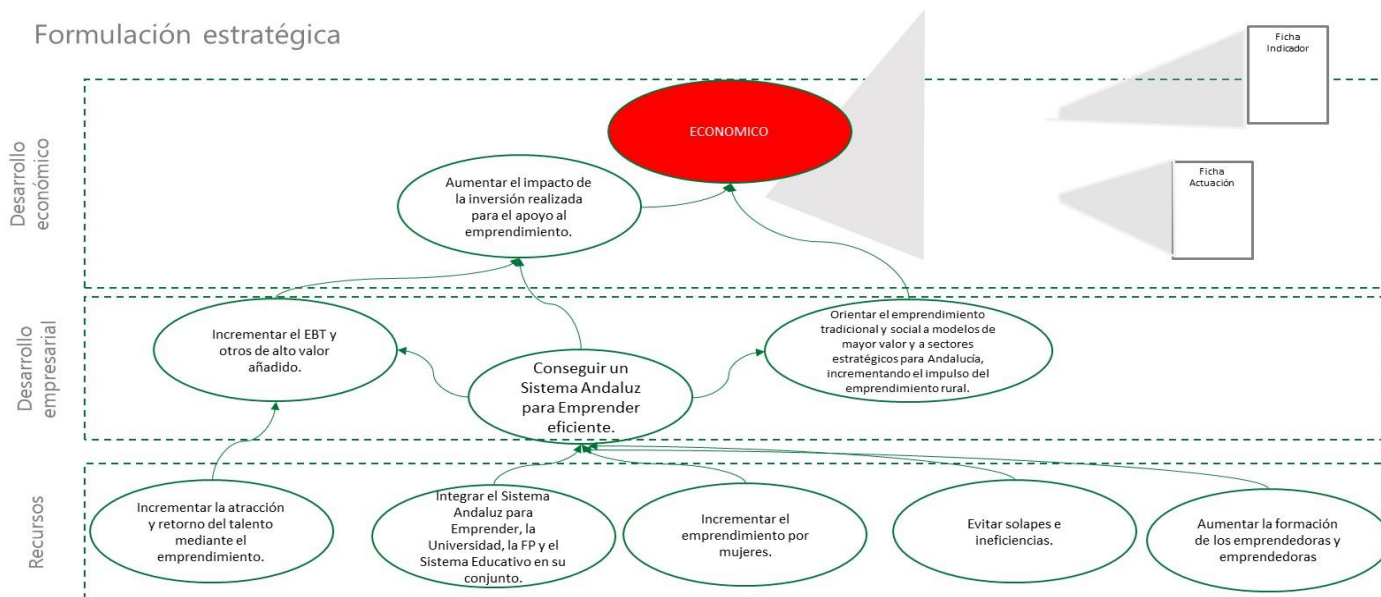 Formulación estratégica
Ficha
Indicador
Desarrollo
económico
ECONOMICO
Aumentar el impacto de
la inversión realizada
para el apoyo al
emprendimiento.
Ficha
Actuación
Desarrollo
empresarial
Incrementar el EBT y
otros de alto valor
añadido.
Conseguir un
Sistema Andaluz
para Emprender
eficiente.
Orientar el emprendimiento
tradicional y social a modelos de
mayor valor y a sectores
estratégicos para Andalucía,
incrementando el impulso del
emprendimiento rural.
Recursos
Incrementar la atracción
y retorno del talento
mediante el
emprendimiento.
Integrar el Sistema
Andaluz para
Emprender, la
Universidad, la FP y el
Sistema Educativo en su
conjunto.
Incrementar el
emprendimiento por
mujeres.
Evitar solapes e
ineficiencias.
Aumentar la formación
de los emprendedores y
emprendedoras